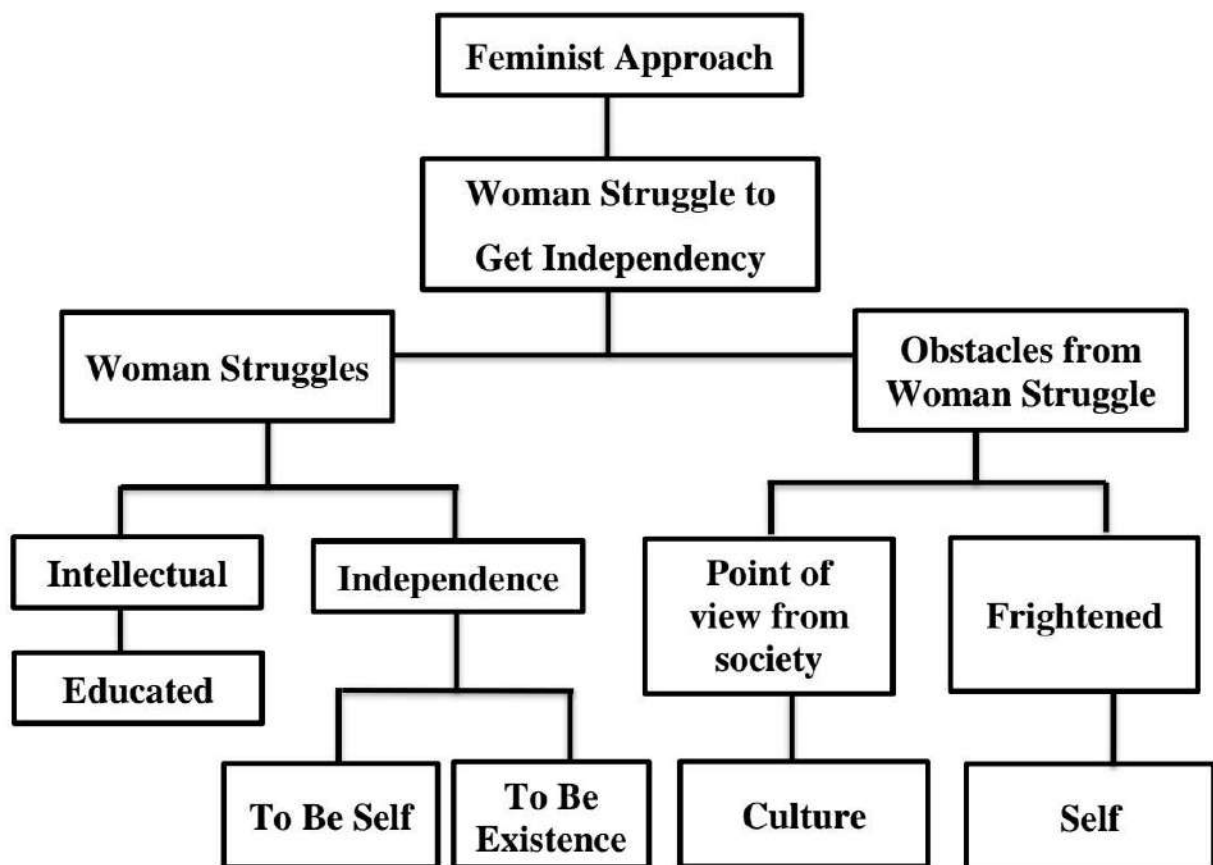 Feminist Approach
Woman Struggle to
Get Independency
Woman Struggles
Obstacles from
Woman Struggle
Intellectual
Independence
Point of
view from
society
Frightened
Educated
To Be Self
To Be
Existence
Culture
Self